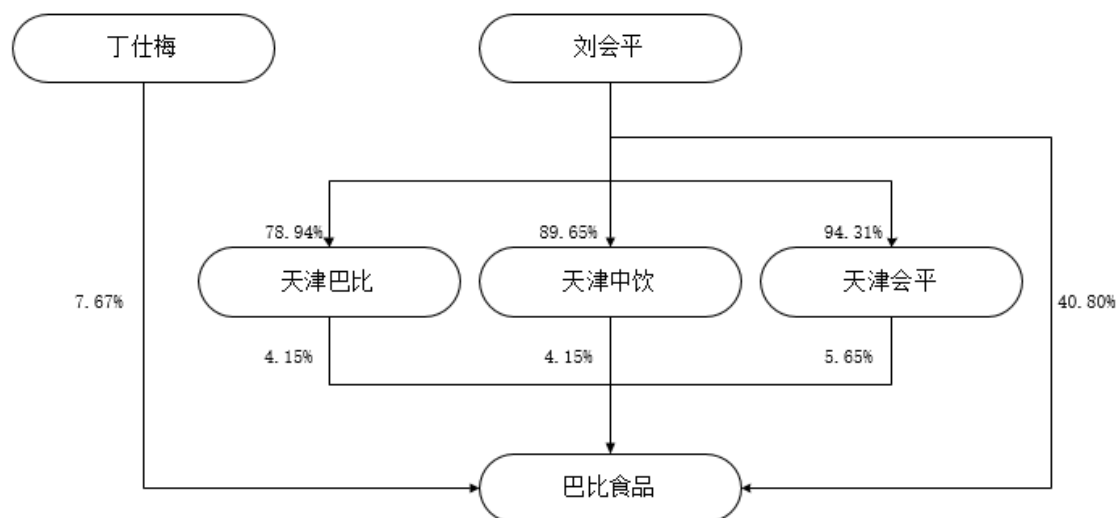 丁仕梅
刘会平
78.94%
89.65%
94.31%
天津巴比
天津中饮
天津会平
7.67%
40.80%
4.15%
4.15%
5.65%
巴比食品